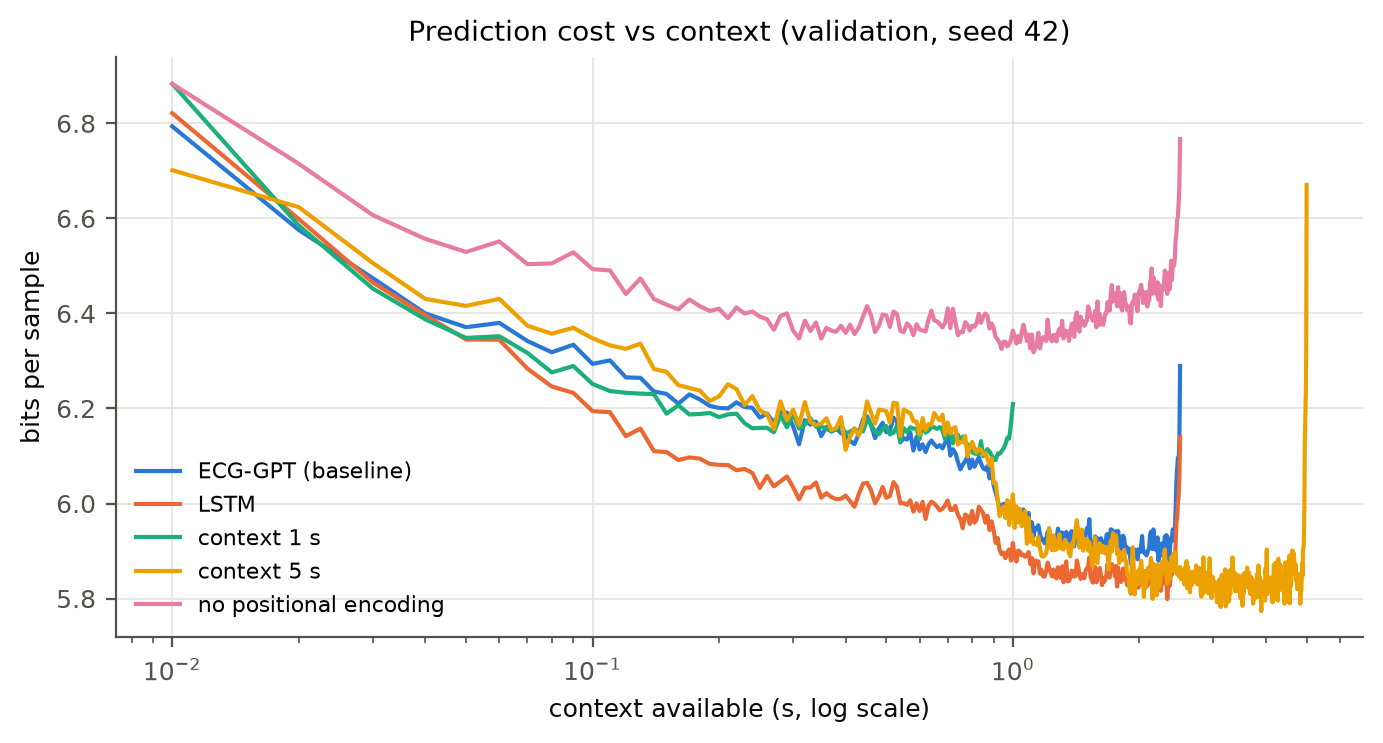 Prediction cost vs context (validation, seed 42)
bits per sample
6.8
6.6
6.4
6.2
6.0
5.8
ECG-GPT (baseline)
LSTM
context 1 s
context 5 s
no positional encoding
10⁻²
10⁻¹
10⁰
context available (s, log scale)